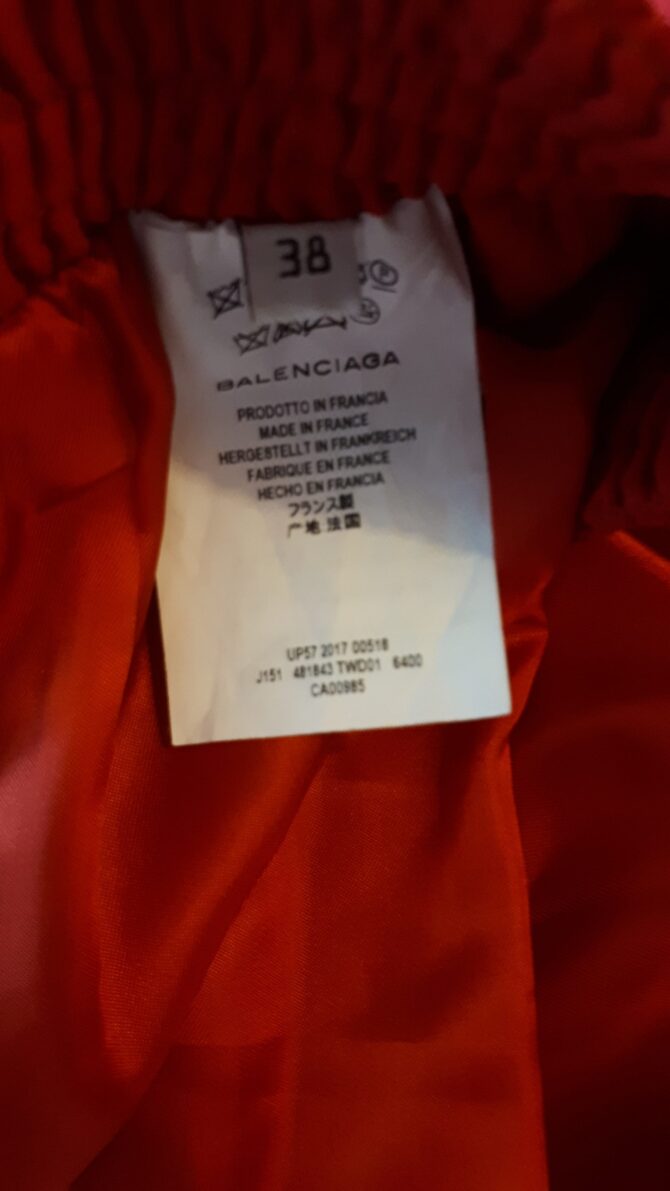 38
BALENCIAGA
PRODOTTO IN FRANCIA
MADE IN FRANCE
HERGESTELLT IN FRANKREICH
FABRIQUE EN FRANCE
HECHO EN FRANCIA
フランス製
产地 法国
UP57 2017 00518
J151 481843 TWD01 6400
CA00985